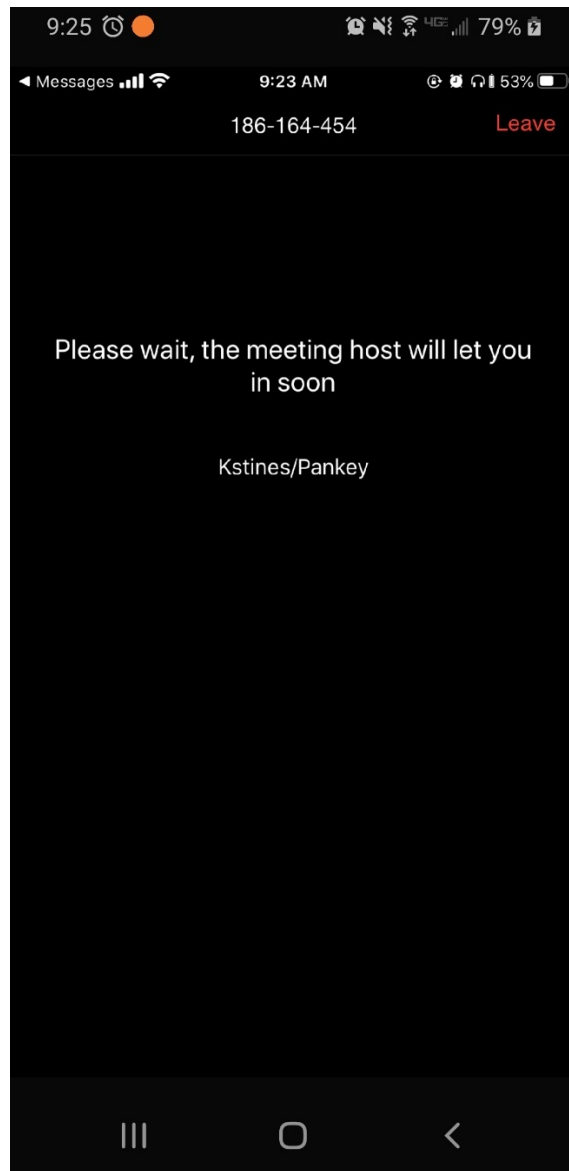 9:25 4GE 79%
Messages 9:23 AM 53%
186-164-454 Leave
Please wait, the meeting host will let you
in soon
Kstines/Pankey